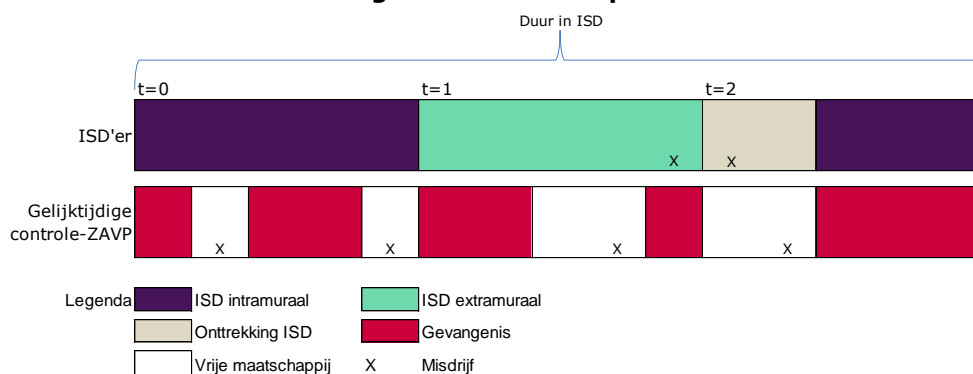 Duur in ISD
t=0 t=1 t=2
ISD'er
X X
Gelijktijdige
controle-ZAVP
X X X X
Legenda ISD intramuraal ISD extramuraal
Onttrekking ISD Gevangenis
Vrije maatschappij X Misdrijf